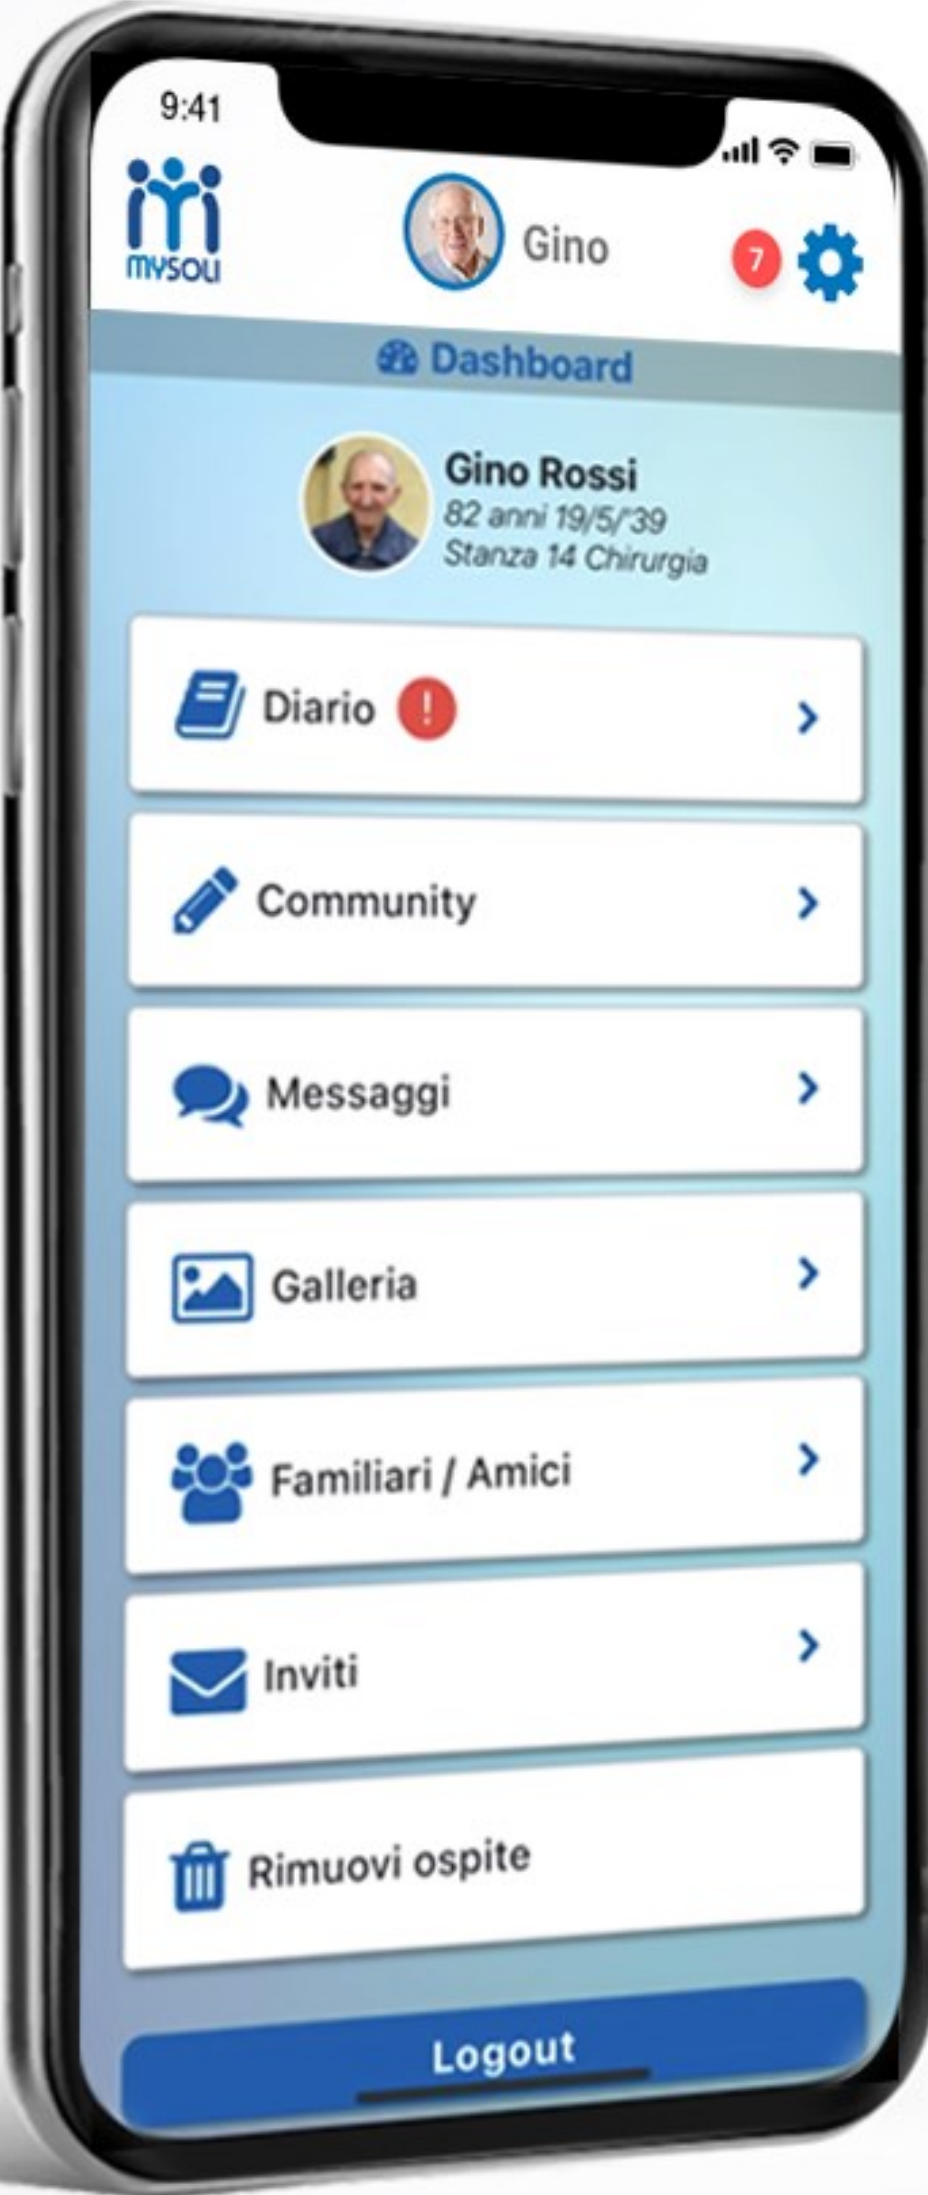 9:41
MYSOLI
Gino
7
Dashboard
Gino Rossi
82 anni 19/5/'39
Stanza 14 Chirurgia
Diario !
Community
Messaggi
Galleria
Familiari / Amici
Inviti
Rimuovi ospite
Logout